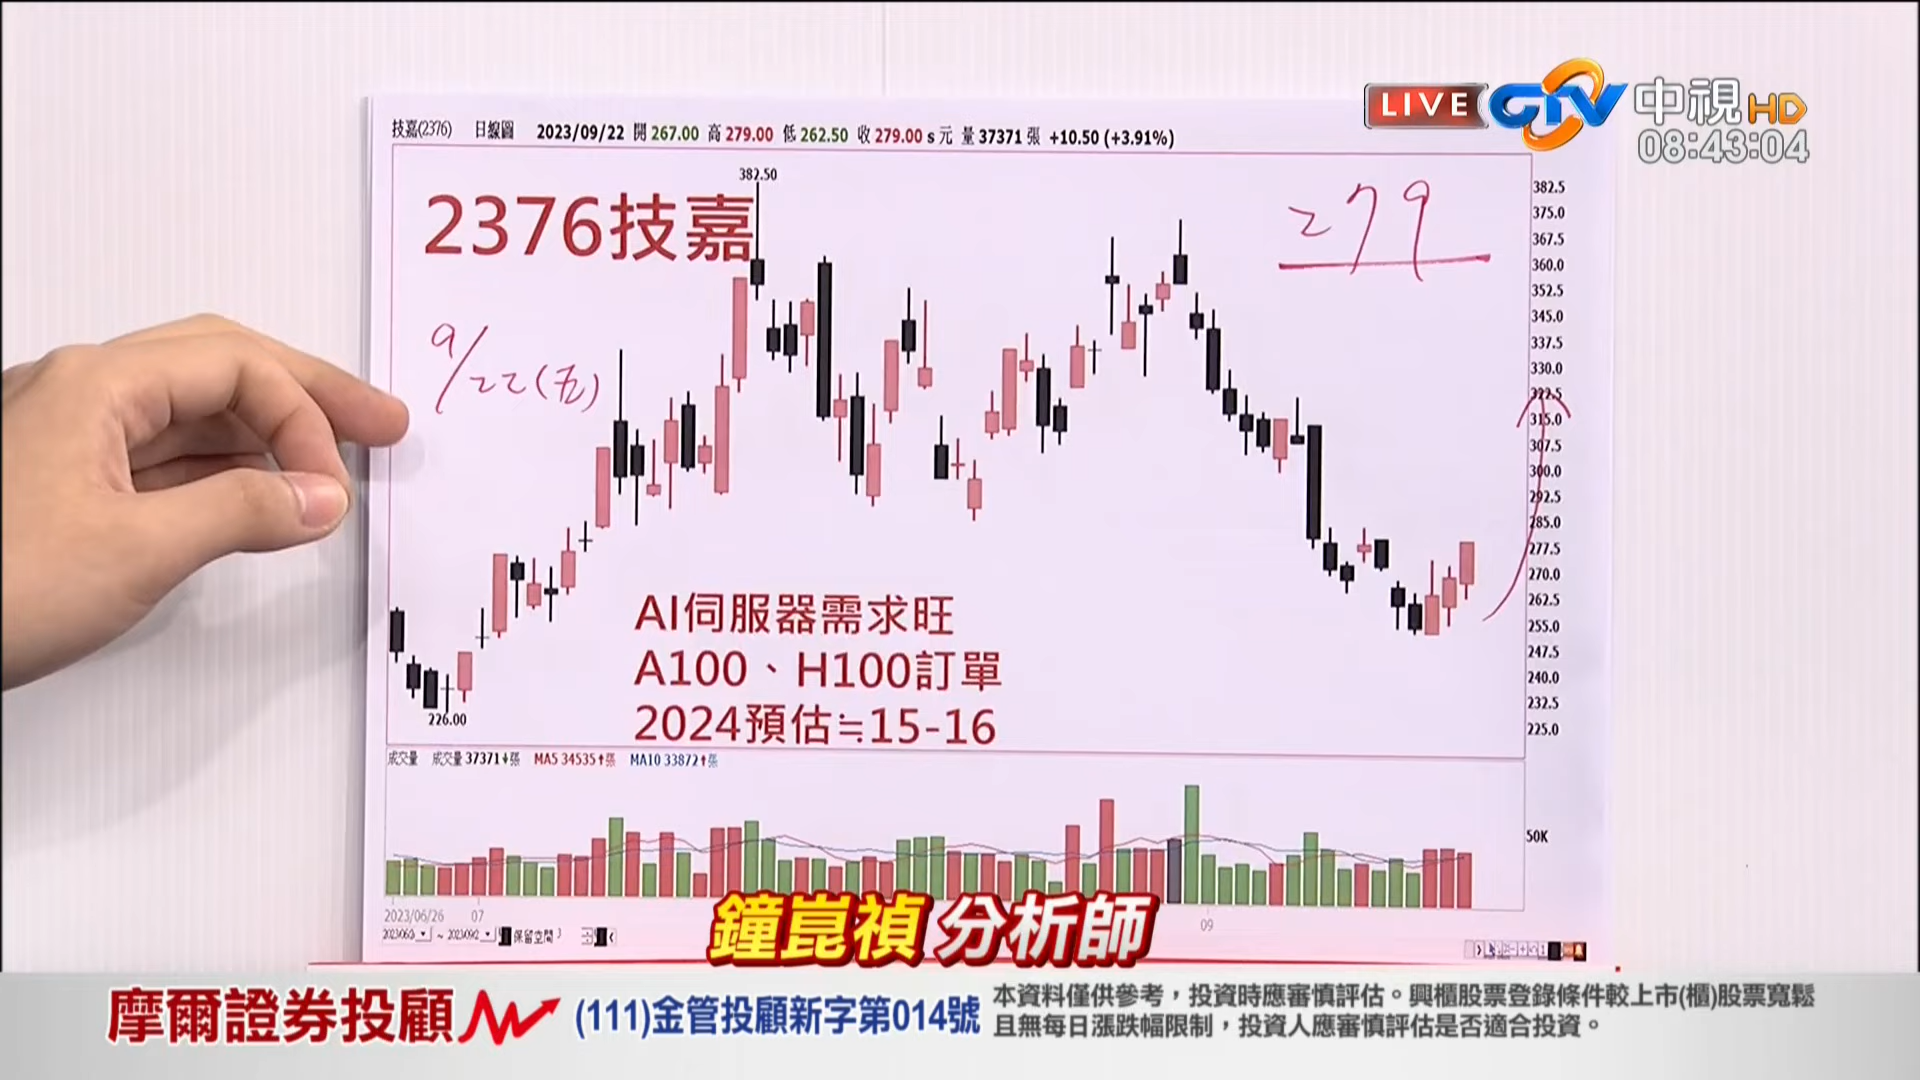 LIVE CTV 中視HD
08:43:04
技嘉(2376) 日線圖 2023/09/22 開 267.00 高 279.00 低 262.50 收 279.00 s 元 量 37371 張 +10.50 (+3.91%)
382.50
2376技嘉
279
9/22(五)
382.5
375.0
367.5
360.0
352.5
345.0
337.5
330.0
322.5
315.0
307.5
300.0
292.5
285.0
277.5
270.0
262.5
255.0
247.5
240.0
232.5
225.0
AI伺服器需求旺
A100、H100訂單
2024預估≒15-16
226.00
成交量 成交量 37371↓張 MA5 34535↑張 MA10 33872↑張
50K
2023/06/26 07 09
保留空間
鐘崑禎 分析師
摩爾證券投顧 (111)金管投顧新字第014號
本資料僅供參考，投資時應審慎評估。興櫃股票登錄條件較上市(櫃)股票寬鬆
且無每日漲跌幅限制，投資人應審慎評估是否適合投資。